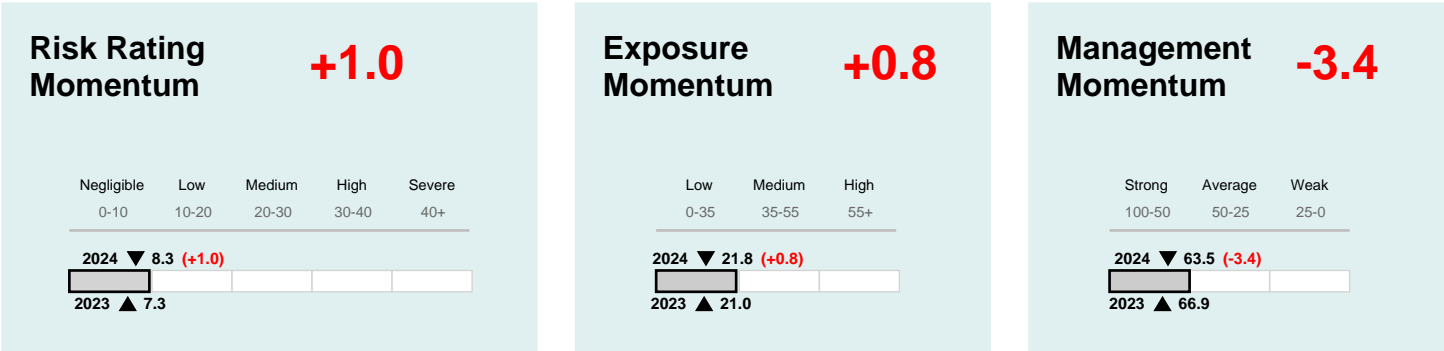 Risk Rating
Momentum
+1.0
Negligible Low Medium High Severe
0-10 10-20 20-30 30-40 40+
2024 ▼ 8.3 (+1.0)
2023 ▲ 7.3
Exposure
Momentum
+0.8
Low Medium High
0-35 35-55 55+
2024 ▼ 21.8 (+0.8)
2023 ▲ 21.0
Management
Momentum
-3.4
Strong Average Weak
100-50 50-25 25-0
2024 ▼ 63.5 (-3.4)
2023 ▲ 66.9